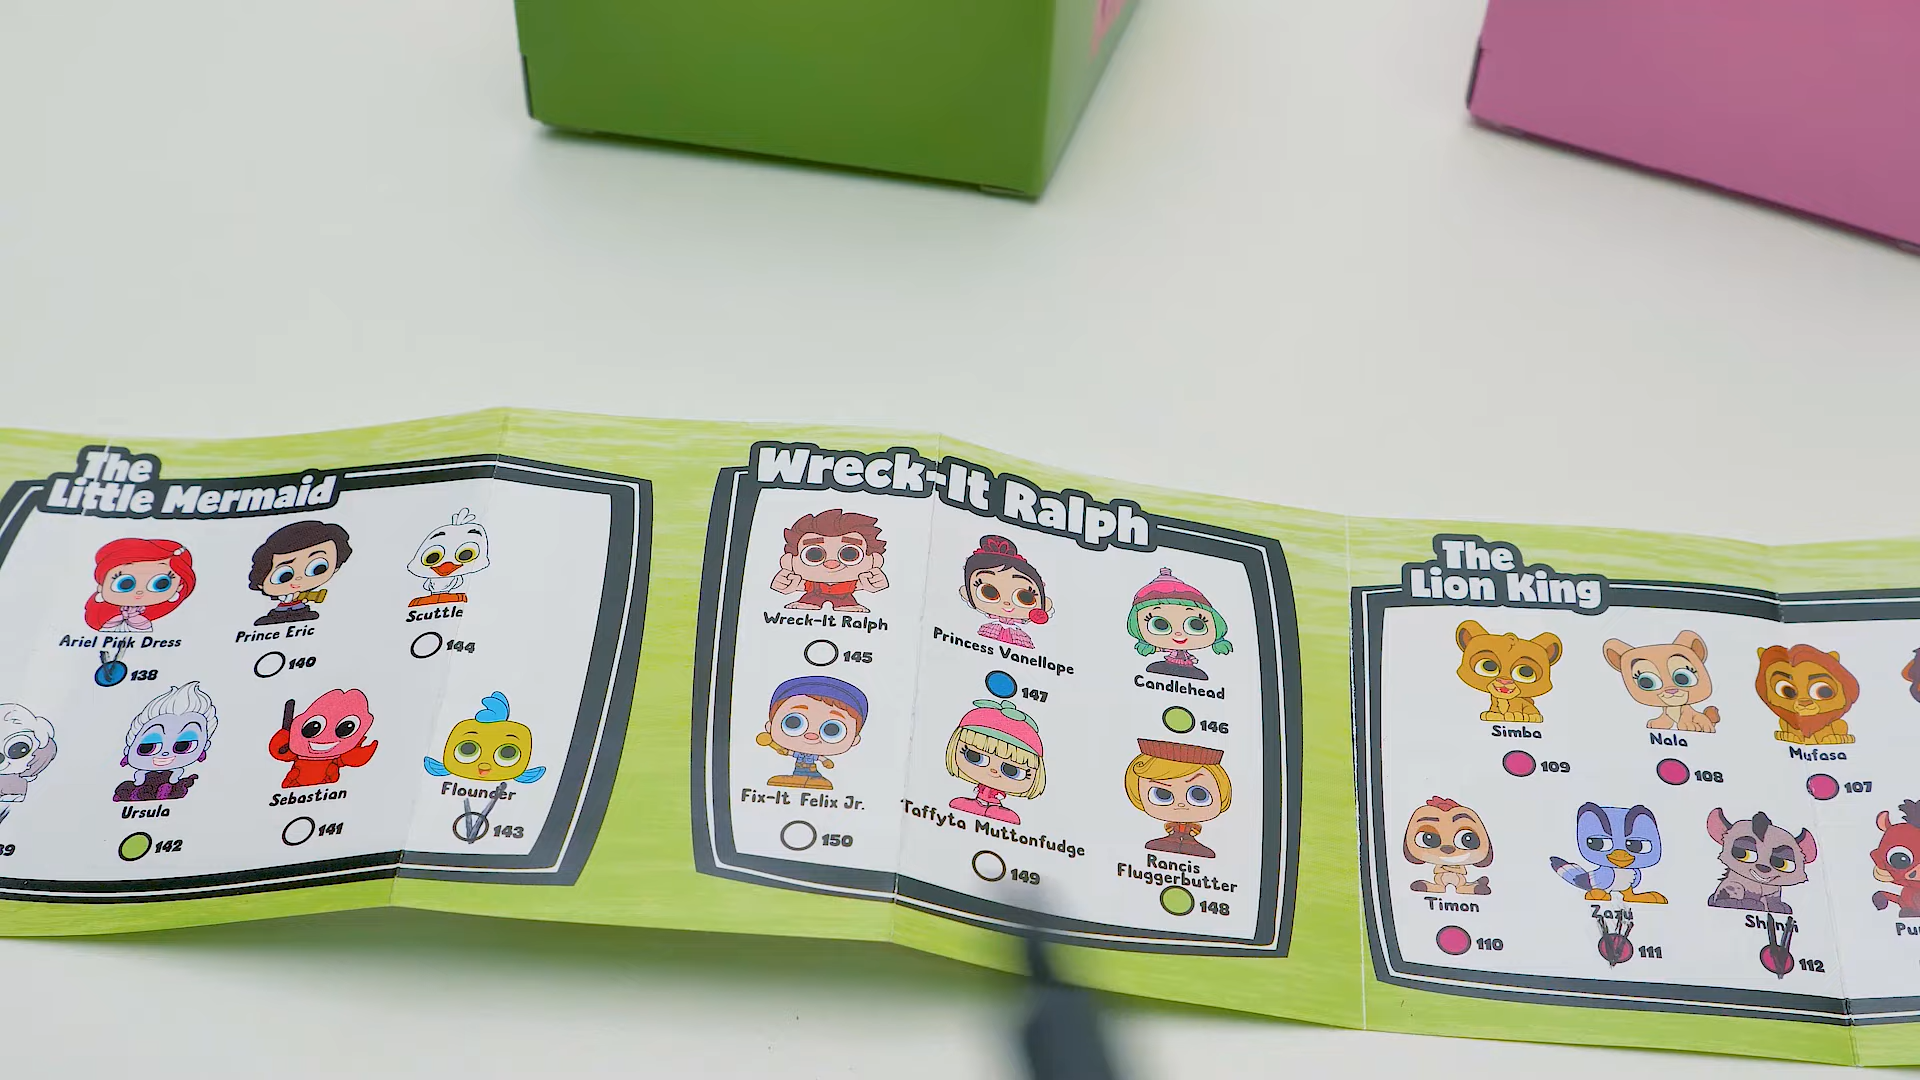 The
Little Mermaid
Ariel Pink Dress
138
Prince Eric
140
Scuttle
144
Ursula
142
Sebastian
141
Flounder
143
Wreck-It Ralph
Wreck-It Ralph
145
Princess Vanellope
147
Candlehead
146
Fix-It Felix Jr.
150
Taffyta Muttonfudge
149
Rancis
Fluggerbutter
148
The
Lion King
Simba
109
Nala
108
Mufasa
107
Timon
110
Zazu
111
Shenzi
112